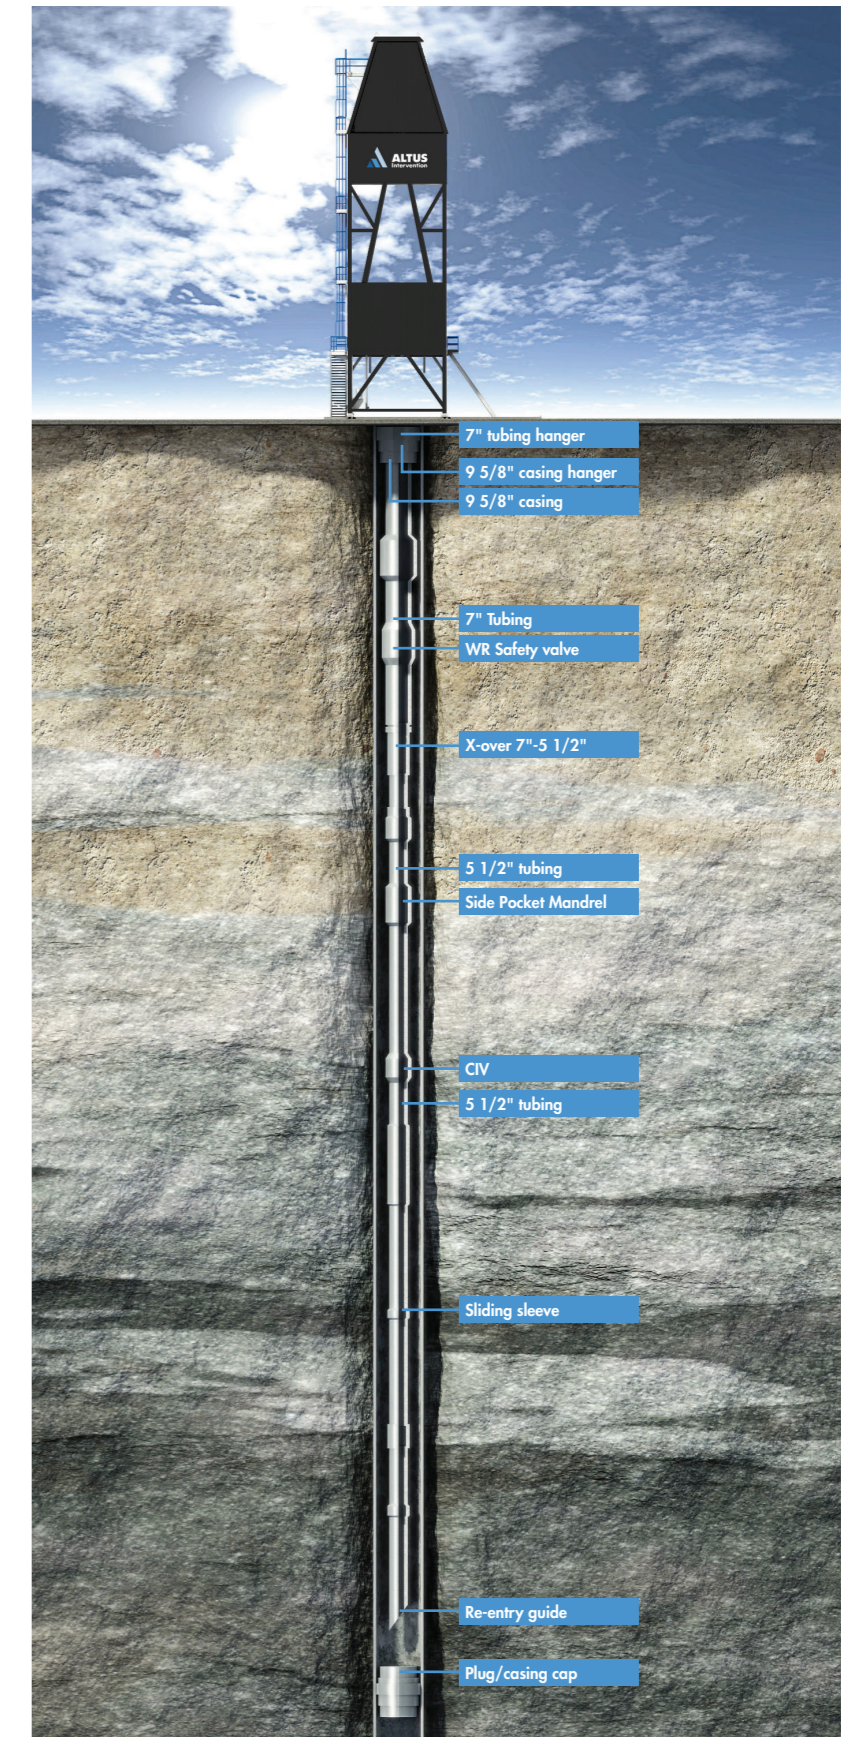 ALTUS
Intervention
7" tubing hanger
9 5/8" casing hanger
9 5/8" casing
7" Tubing
WR Safety valve
X-over 7"-5 1/2"
5 1/2" tubing
Side Pocket Mandrel
CIV
5 1/2" tubing
Sliding sleeve
Re-entry guide
Plug/casing cap